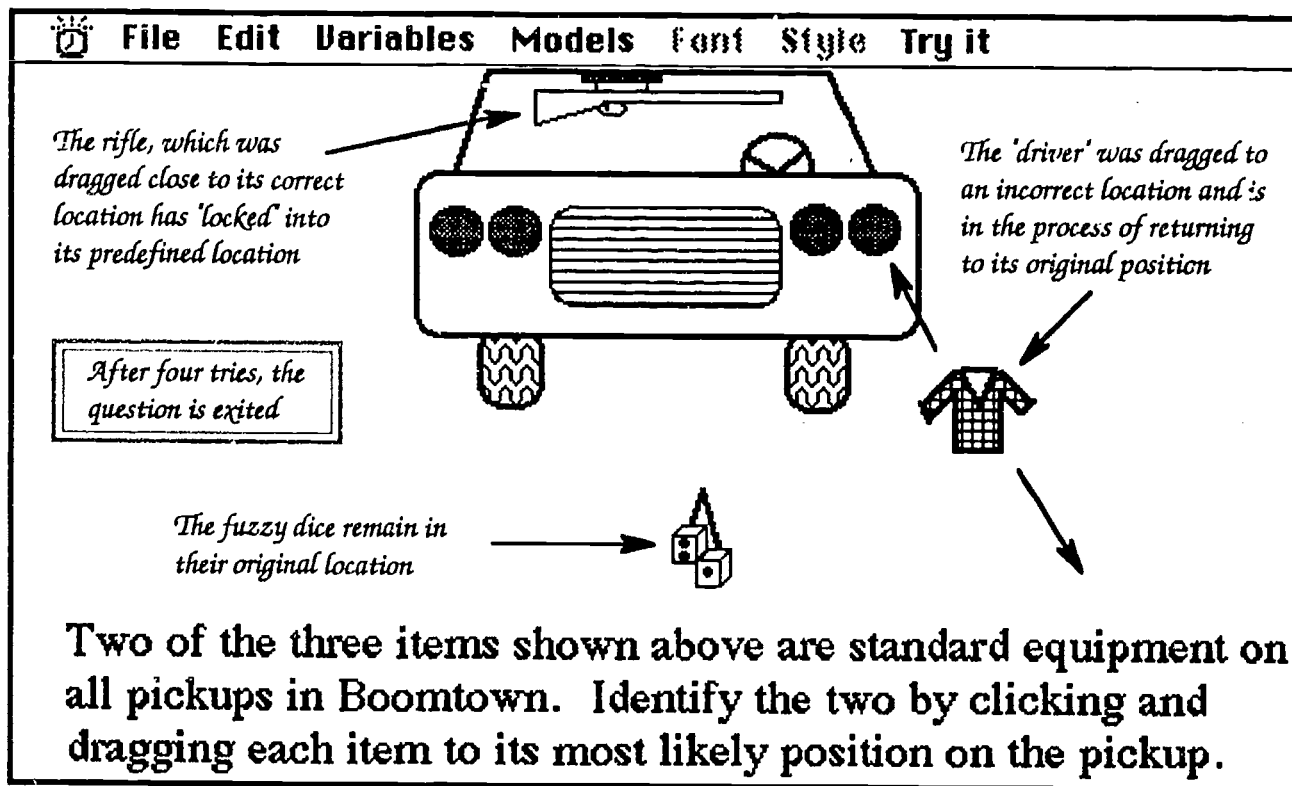 File Edit Variables Models Font Style Try it
The rifle, which was
dragged close to its correct
location has 'locked' into
its predefined location
The 'driver' was dragged to
an incorrect location and is
in the process of returning
to its original position
After four tries, the
question is exited
The fuzzy dice remain in
their original location
Two of the three items shown above are standard equipment on
all pickups in Boomtown. Identify the two by clicking and
dragging each item to its most likely position on the pickup.